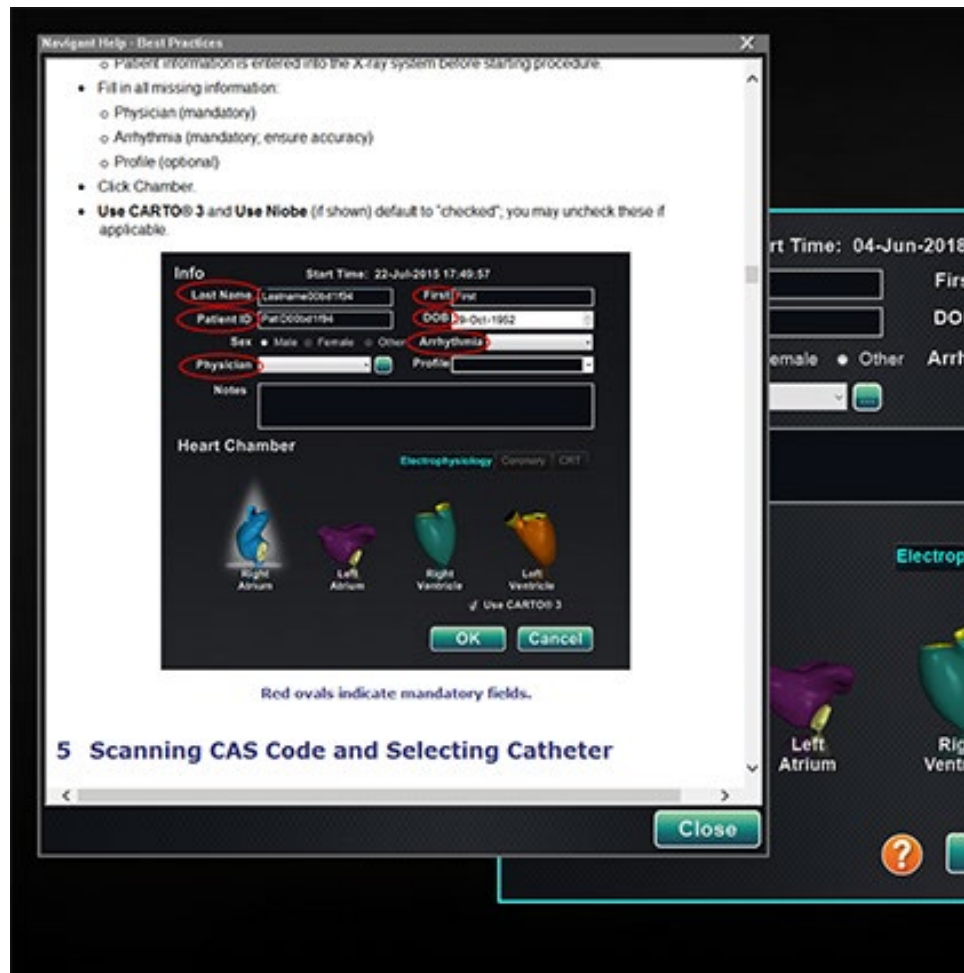 Navigant Help - Best Practices
Patient information is entered into the X-ray system before starting procedure.
Fill in all missing information:
Physician (mandatory)
Arrhythmia (mandatory; ensure accuracy)
Profile (optional)
Click Chamber.
Use CARTO® 3 and Use Niobe (if shown) default to "checked"; you may uncheck these if
applicable.
Info Start Time: 22-Jul-2015 17:49:57
Last Name First First
Patient ID DOB 9-Oct-1952
Sex Male Female Other Arrhythmia
Physician Profile
Notes
Heart Chamber
Electrophysiology Coronary CRT
Right
Atrium
Left
Atrium
Right
Ventricle
Left
Ventricle
Use CARTO® 3
OK Cancel
Red ovals indicate mandatory fields.
5 Scanning CAS Code and Selecting Catheter
Close
rt Time: 04-Jun-2018
Firs
DO
emale Other Arrh
...
Electrop
Left
Atrium
Rig
Vent
?